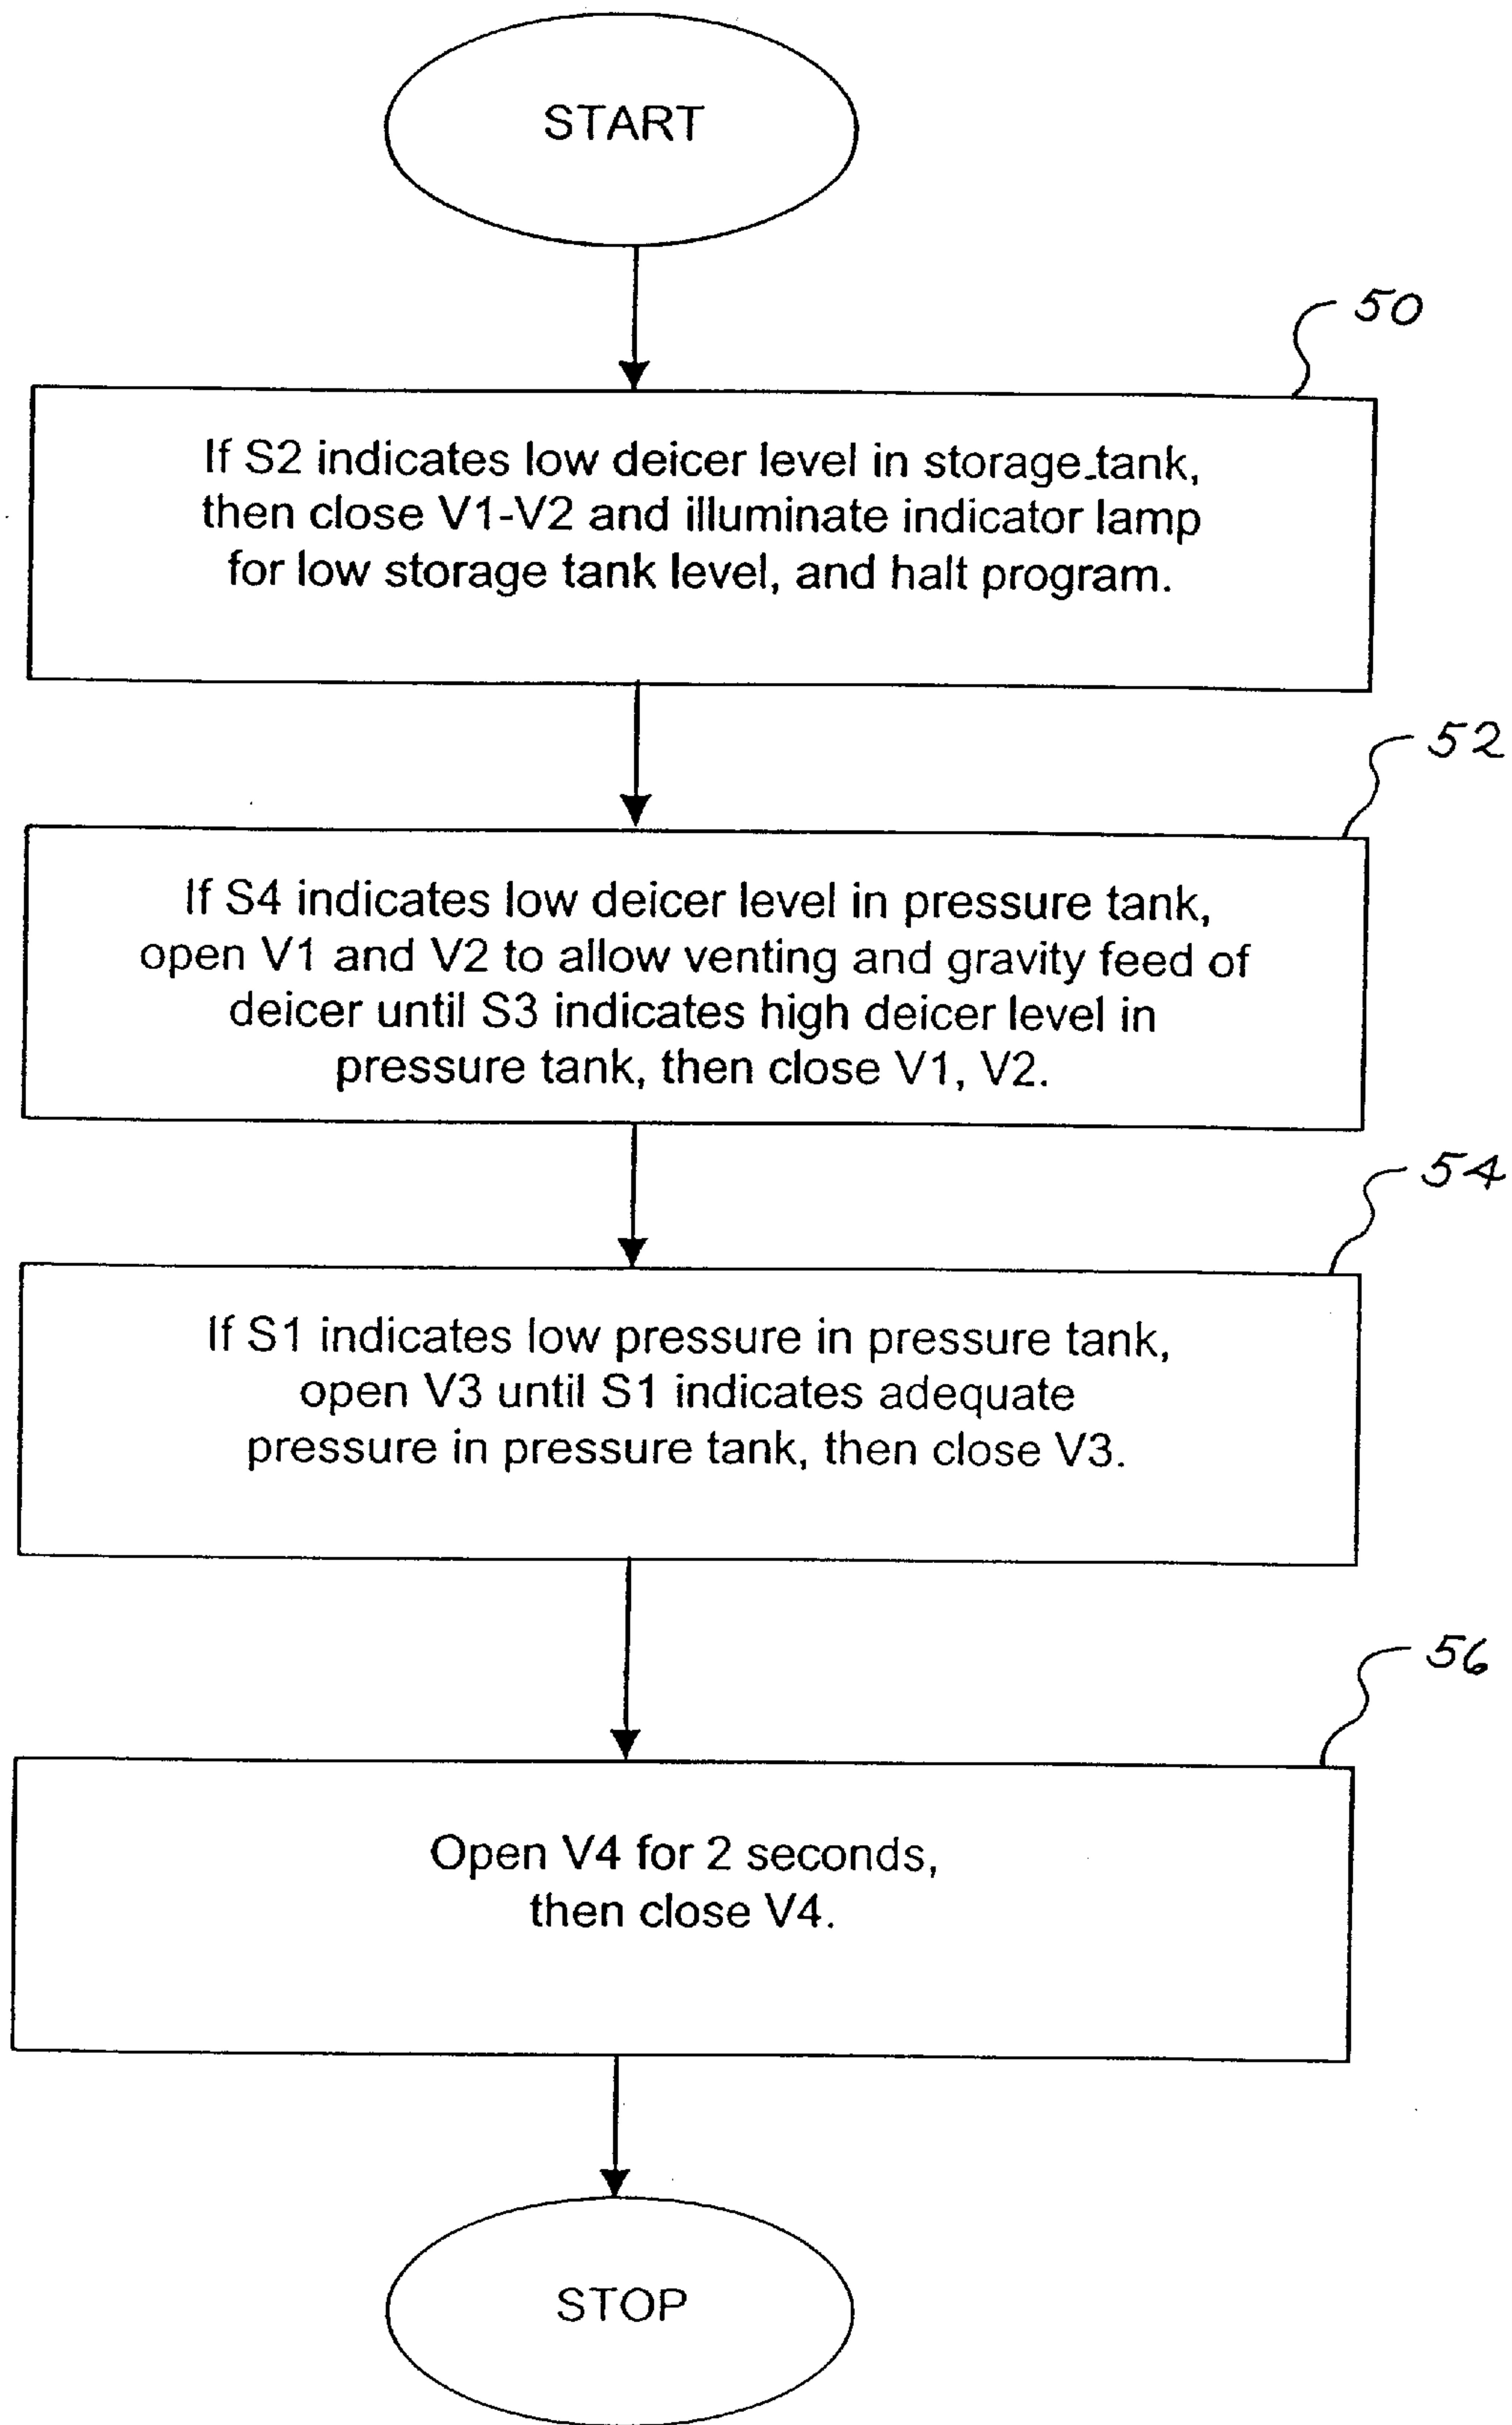 START
50
If S2 indicates low deicer level in storage tank,
then close V1-V2 and illuminate indicator lamp
for low storage tank level, and halt program.
52
If S4 indicates low deicer level in pressure tank,
open V1 and V2 to allow venting and gravity feed of
deicer until S3 indicates high deicer level in
pressure tank, then close V1, V2.
54
If S1 indicates low pressure in pressure tank,
open V3 until S1 indicates adequate
pressure in pressure tank, then close V3.
56
Open V4 for 2 seconds,
then close V4.
STOP